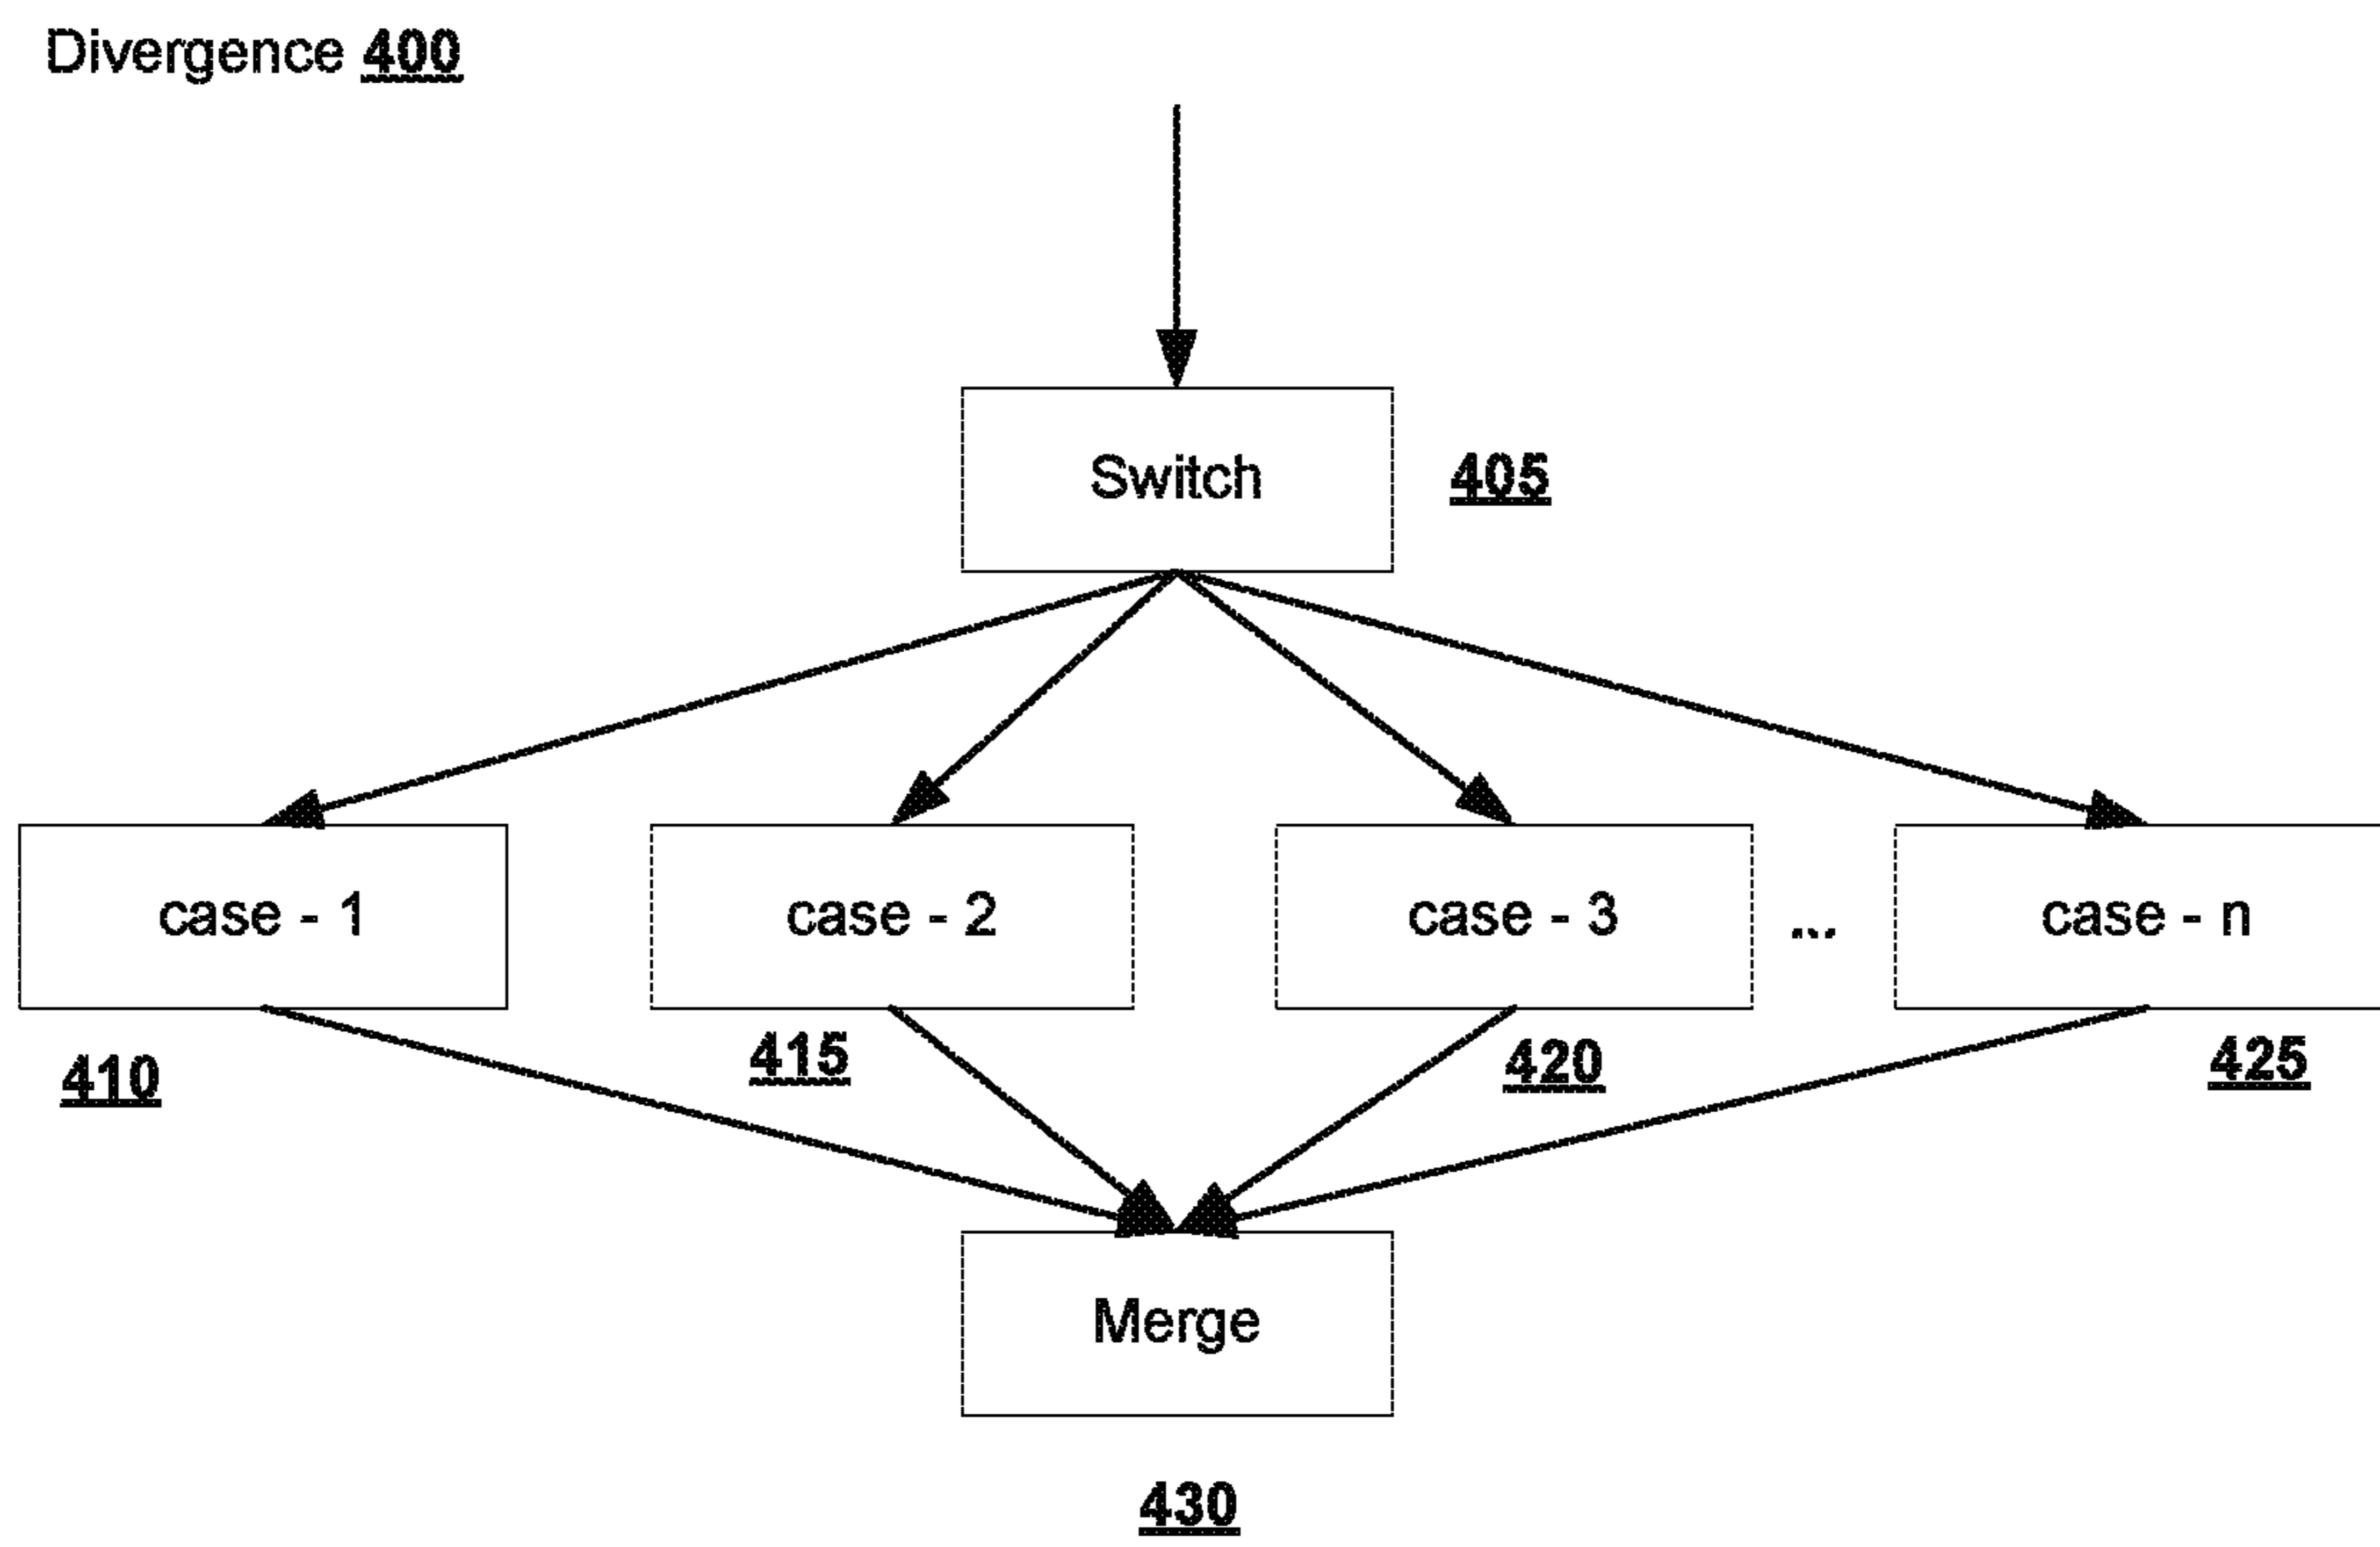 Divergence 400
Switch
405
case - 1
case - 2
case - 3
...
case - n
410
415
420
425
Merge
430